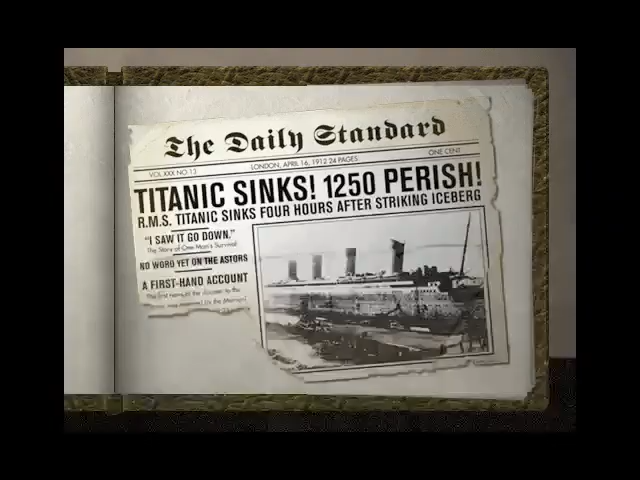 The Daily Standard
VOL XXX NO 13 LONDON, APRIL 16, 1912 24 PAGES ONE CENT
TITANIC SINKS! 1250 PERISH!
R.M.S. TITANIC SINKS FOUR HOURS AFTER STRIKING ICEBERG
"I SAW IT GO DOWN."
The Story of One Man's Survival
NO WORD YET ON THE ASTORS
A FIRST-HAND ACCOUNT